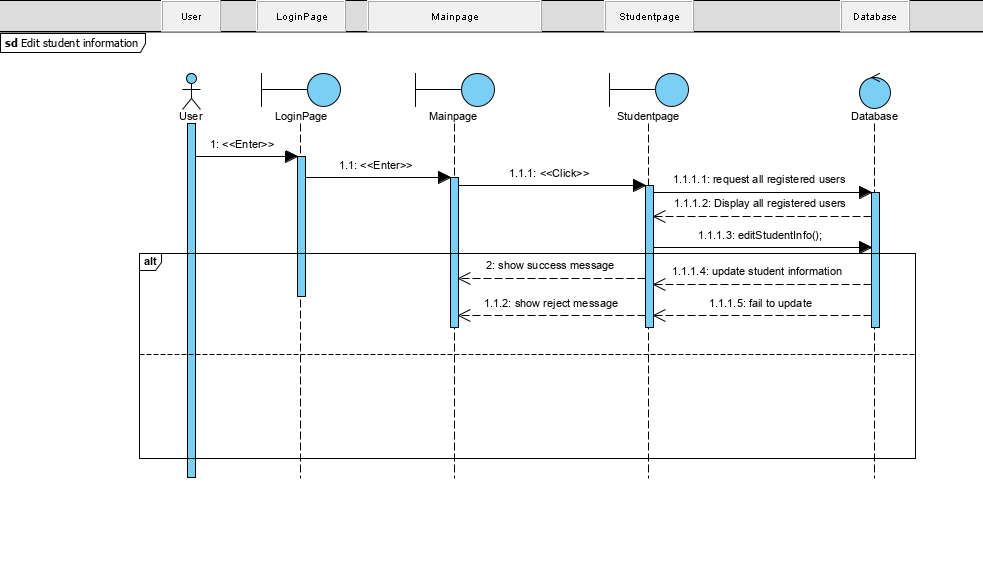 User LoginPage Mainpage Studentpage Database
sd Edit student information
User LoginPage Mainpage Studentpage Database
1: <<Enter>>
1.1: <<Enter>>
1.1.1: <<Click>>
1.1.1.1: request all registered users
1.1.1.2: Display all registered users
1.1.1.3: editStudentInfo();
alt
2: show success message
1.1.1.4: update student information
1.1.2: show reject message
1.1.1.5: fail to update